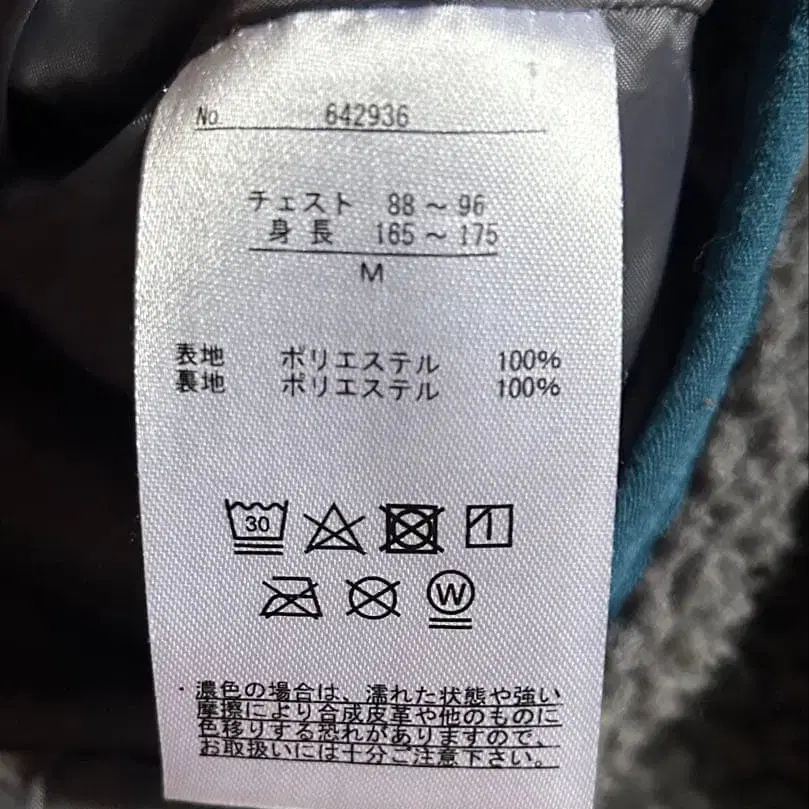 No 642936
チェスト 88～96
身長 165～175
M
表地 ポリエステル 100%
裏地 ポリエステル 100%
30
W
・濃色の場合は、濡れた状態や強い
摩擦により合成皮革や他のものに
色移りする恐れがありますので、
お取扱いには十分ご注意下さい。